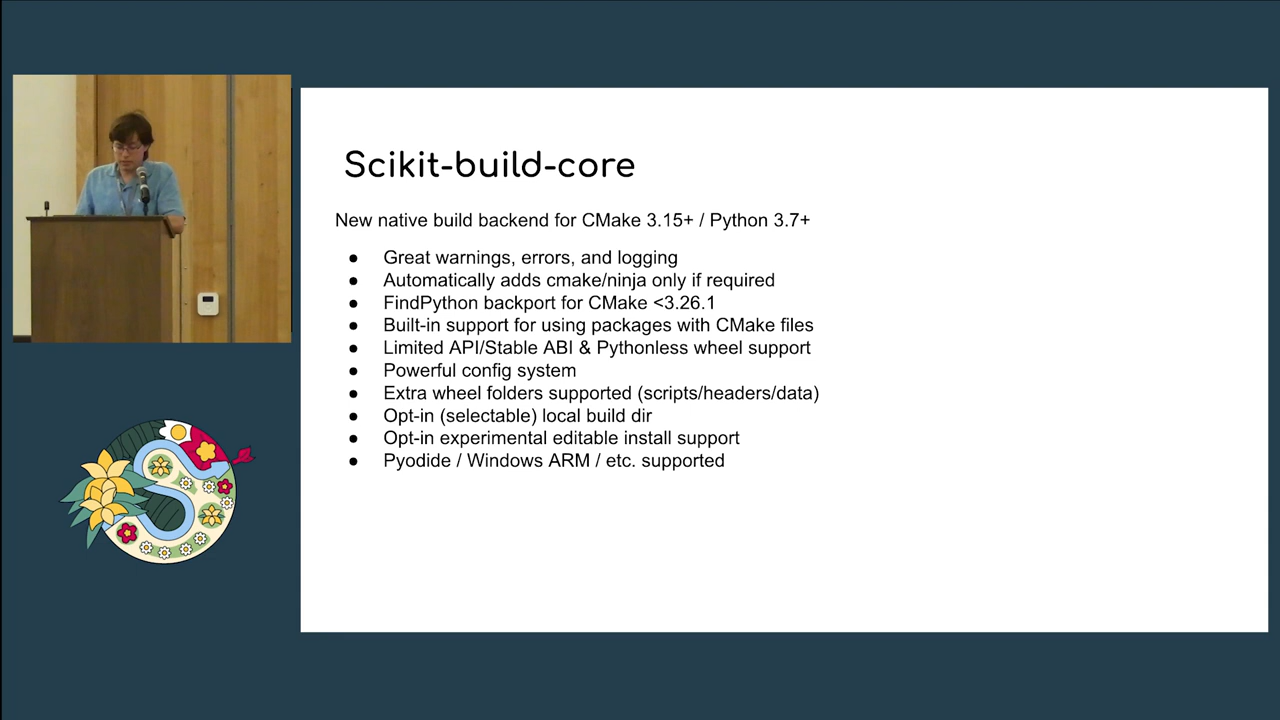 Scikit-build-core
New native build backend for CMake 3.15+ / Python 3.7+
● Great warnings, errors, and logging
● Automatically adds cmake/ninja only if required
● FindPython backport for CMake <3.26.1
● Built-in support for using packages with CMake files
● Limited API/Stable ABI & Pythonless wheel support
● Powerful config system
● Extra wheel folders supported (scripts/headers/data)
● Opt-in (selectable) local build dir
● Opt-in experimental editable install support
● Pyodide / Windows ARM / etc. supported